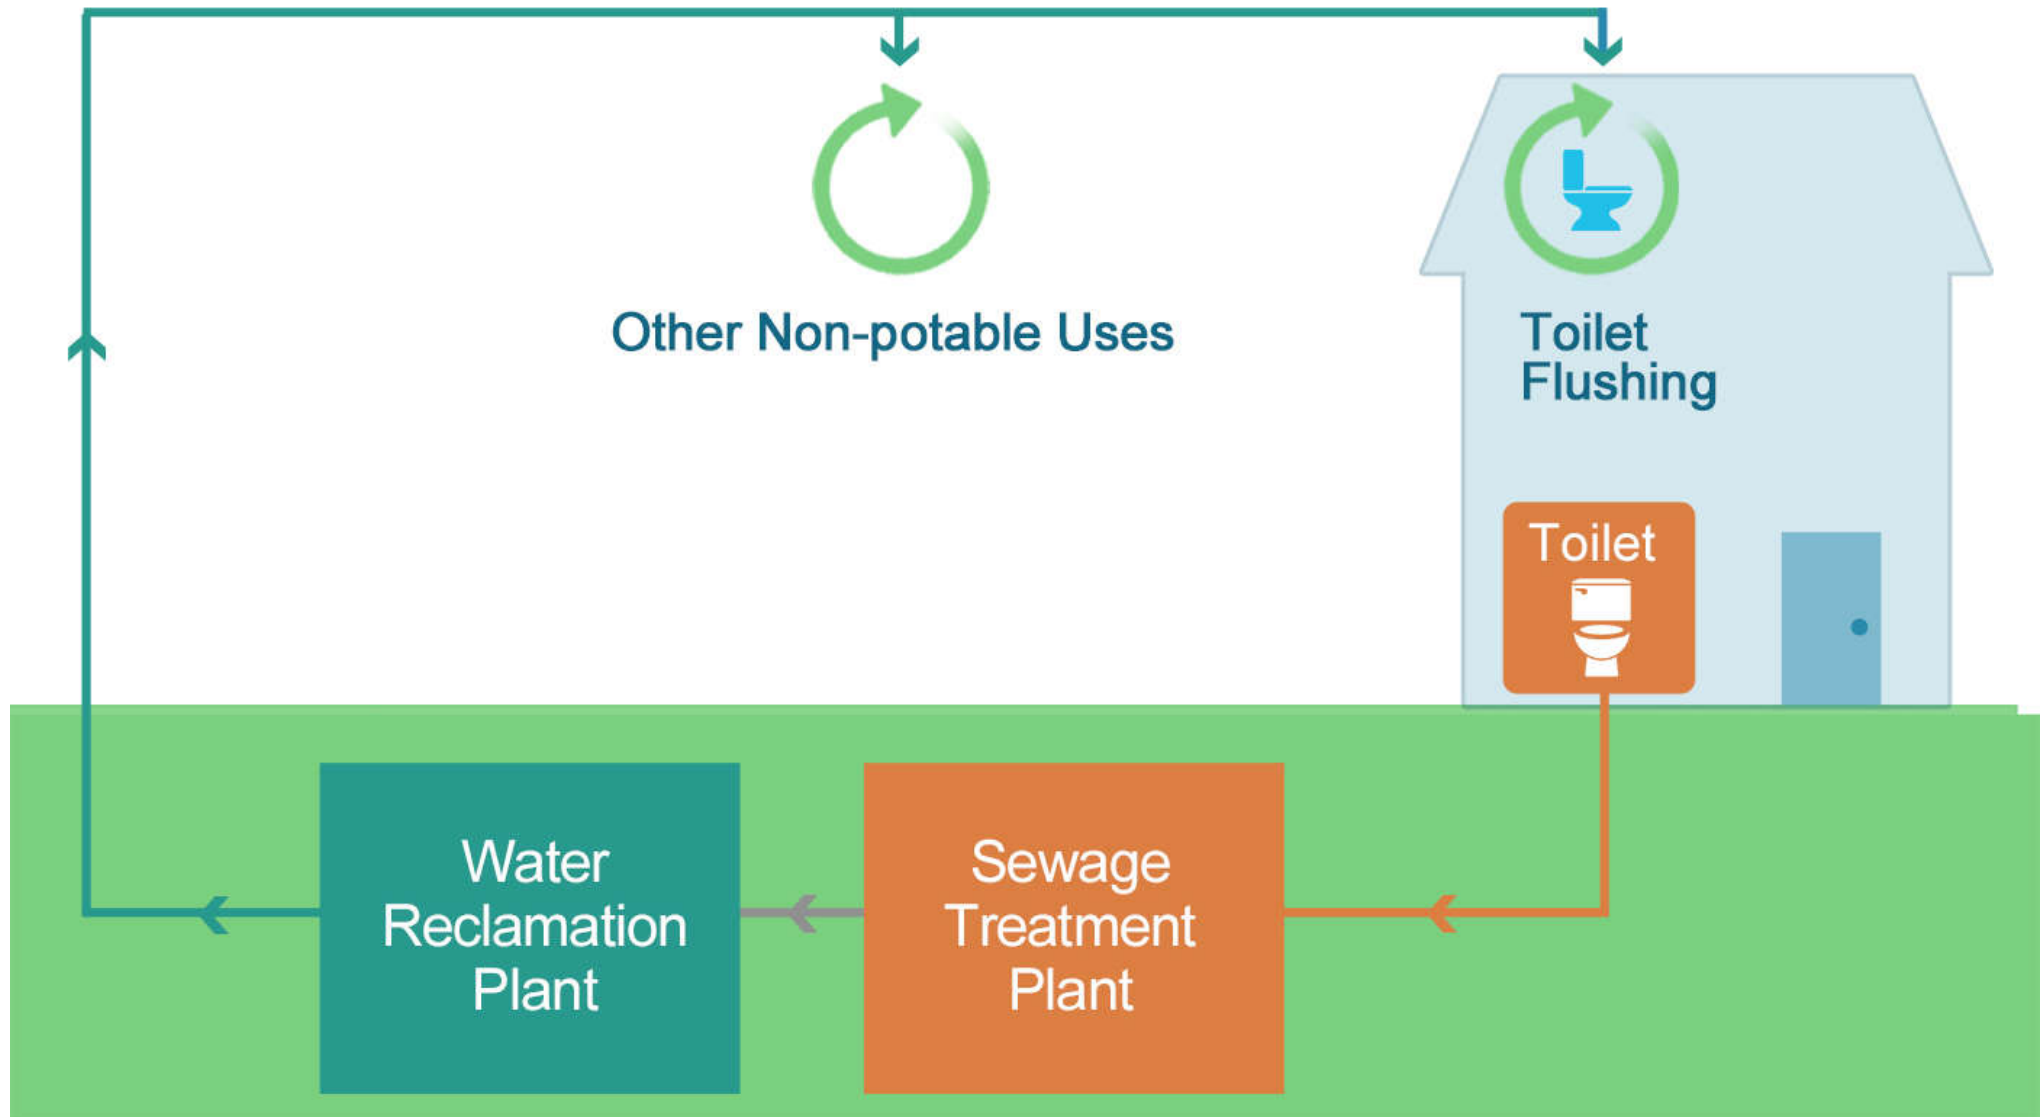 Other Non-potable Uses
Toilet
Flushing
Toilet
Water
Reclamation
Plant
Sewage
Treatment
Plant